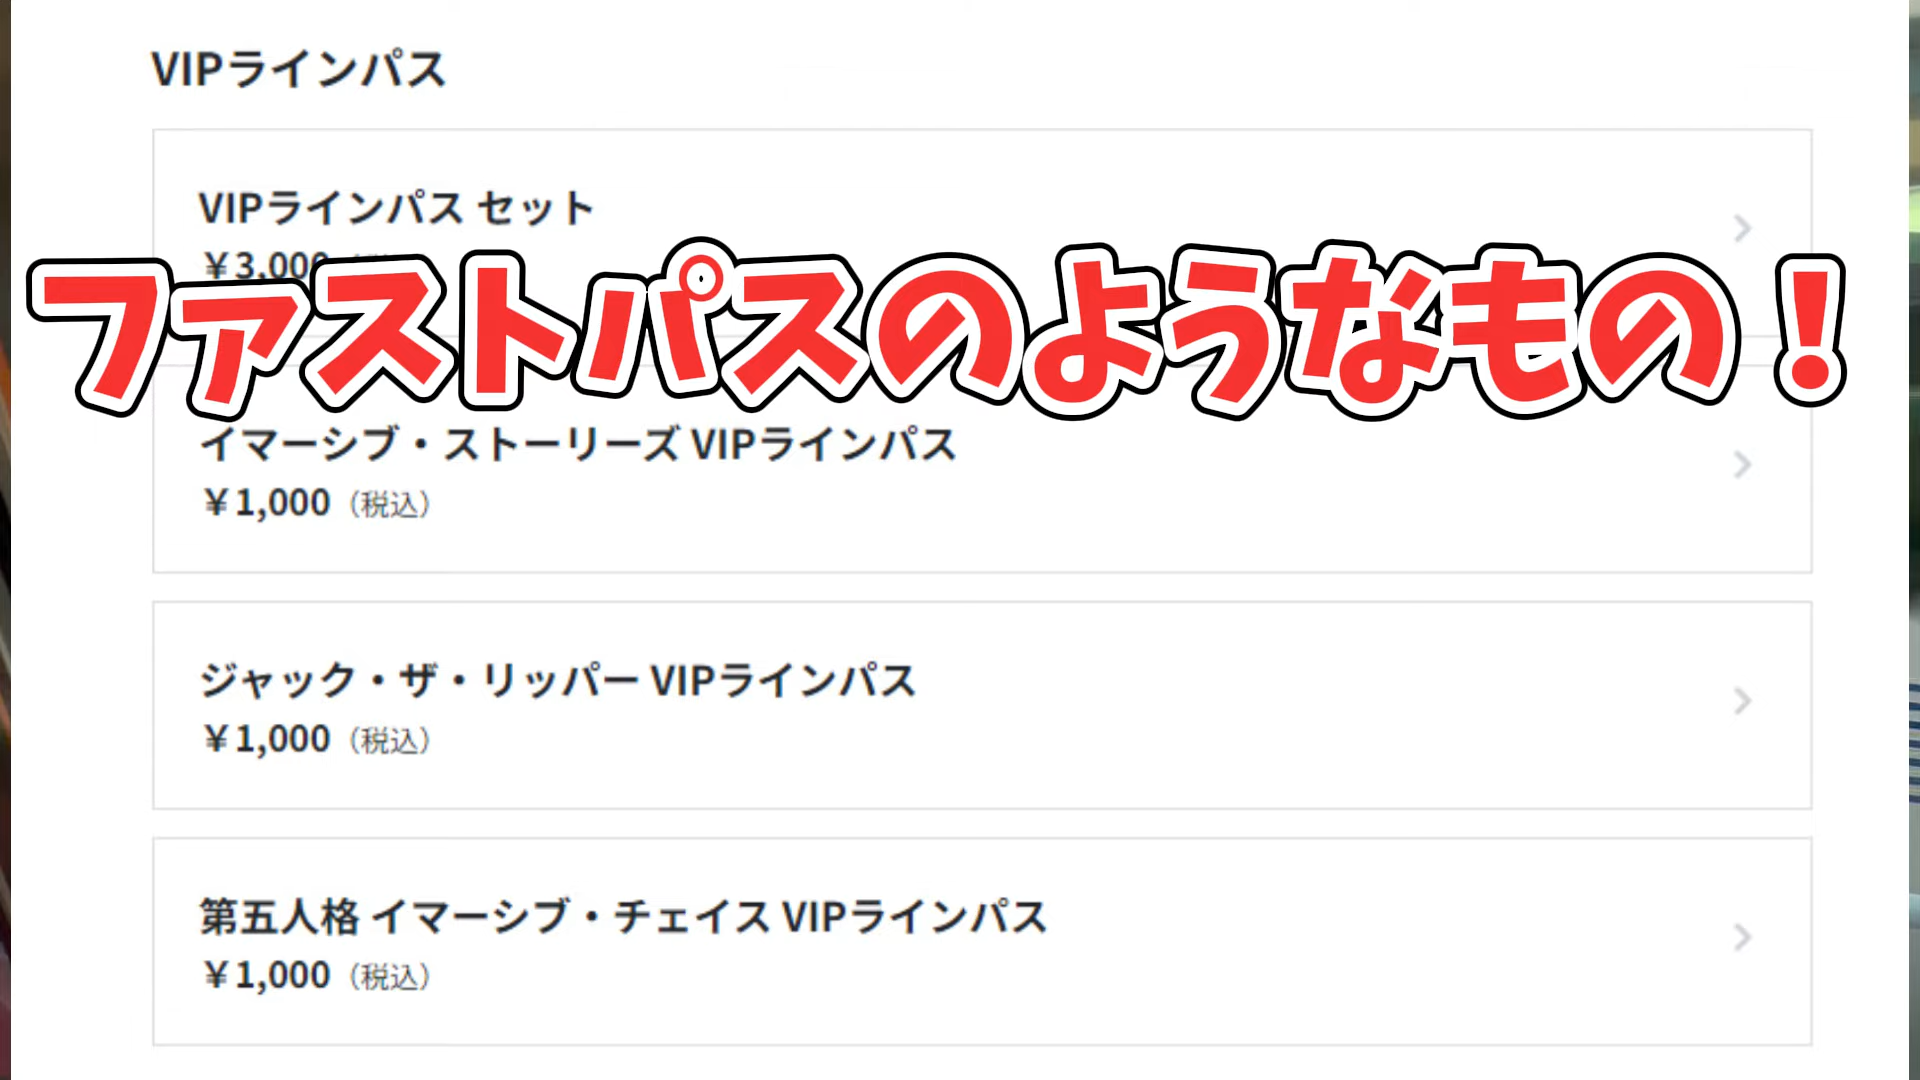 VIPラインパス
VIPラインパス セット
￥3,000
ファストパスのようなもの！
イマーシブ・ストーリーズ VIPラインパス
￥1,000（税込）
ジャック・ザ・リッパー VIPラインパス
￥1,000（税込）
第五人格 イマーシブ・チェイス VIPラインパス
￥1,000（税込）